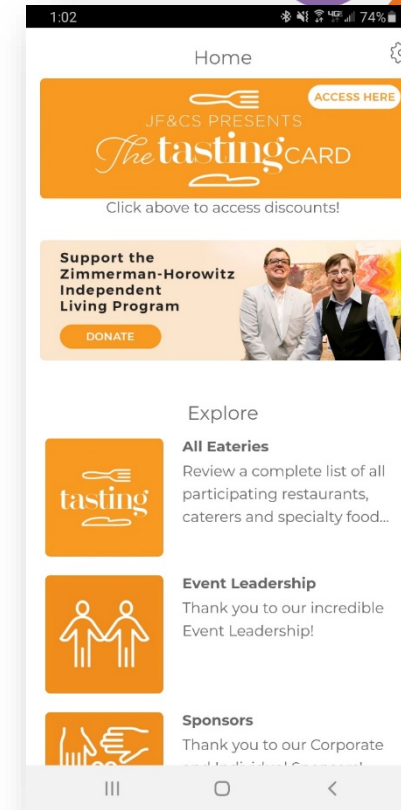 1:02
74%
Home
ACCESS HERE
JF&CS PRESENTS
The tasting CARD
Click above to access discounts!
Support the
Zimmerman-Horowitz
Independent
Living Program
DONATE
Explore
tasting
All Eateries
Review a complete list of all
participating restaurants,
caterers and specialty food...
Event Leadership
Thank you to our incredible
Event Leadership!
Sponsors
Thank you to our Corporate